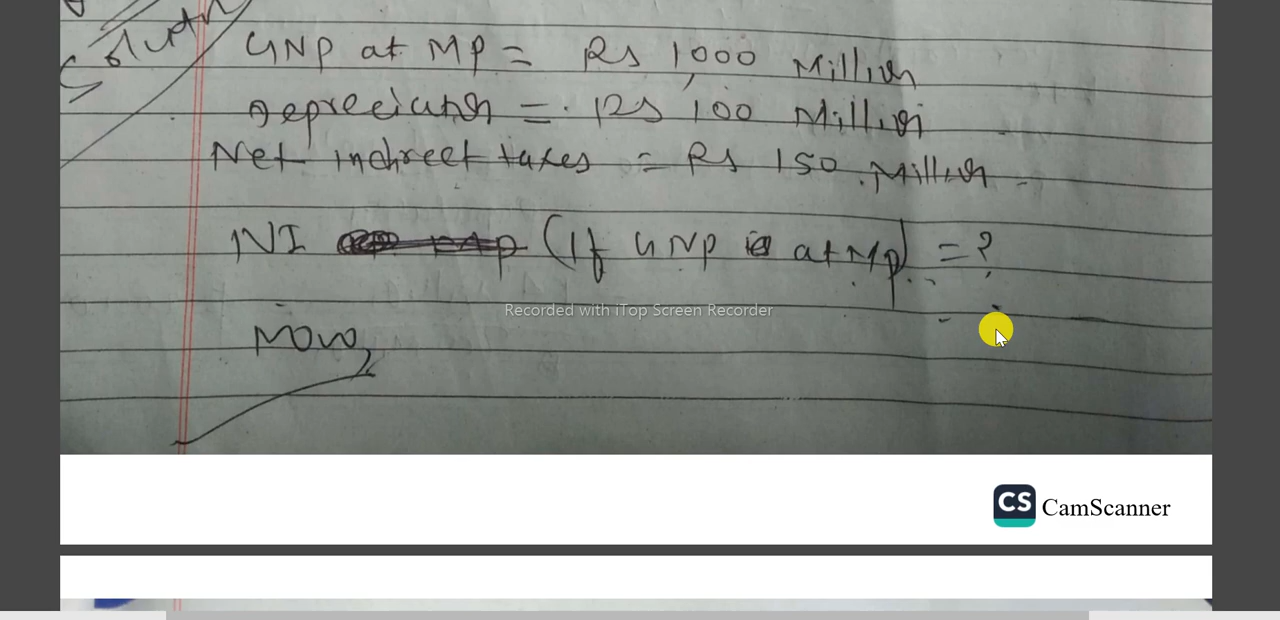 Solution
GNP at MP = Rs 1000 Million
Depreciation = Rs 100 Million
Net indirect taxes = Rs 150 Million
NI (If GNP is at MP) = ?
Recorded with iTop Screen Recorder
Now,
CS CamScanner